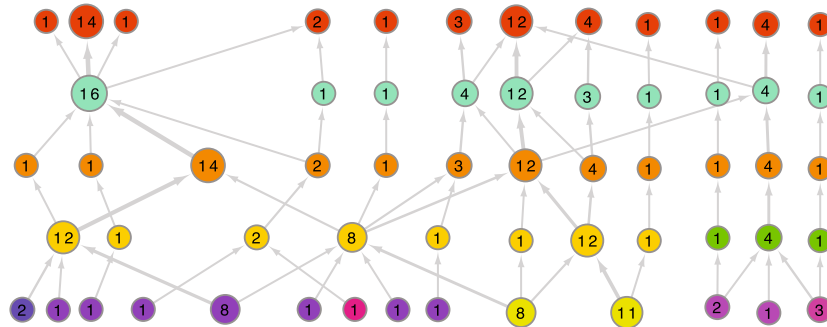 1 14 1 2 1 3 12 4 1 1 4 1
16 1 1 4 12 3 1 1 4 1
1 1 14 2 1 3 12 4 1 1 4 1
12 1 2 8 1 1 12 1 1 4 1
2 1 1 1 8 1 1 1 1 8 11 2 1 3